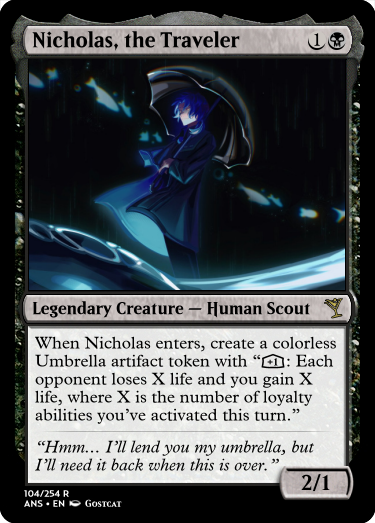 Nicholas, the Traveler 1
Legendary Creature — Human Scout
When Nicholas enters, create a colorless
Umbrella artifact token with “+1: Each
opponent loses X life and you gain X
life, where X is the number of loyalty
abilities you’ve activated this turn.”
“Hmm... I’ll lend you my umbrella, but
I’ll need it back when this is over.”
2/1
104/254 R
ANS • EN Gostcat